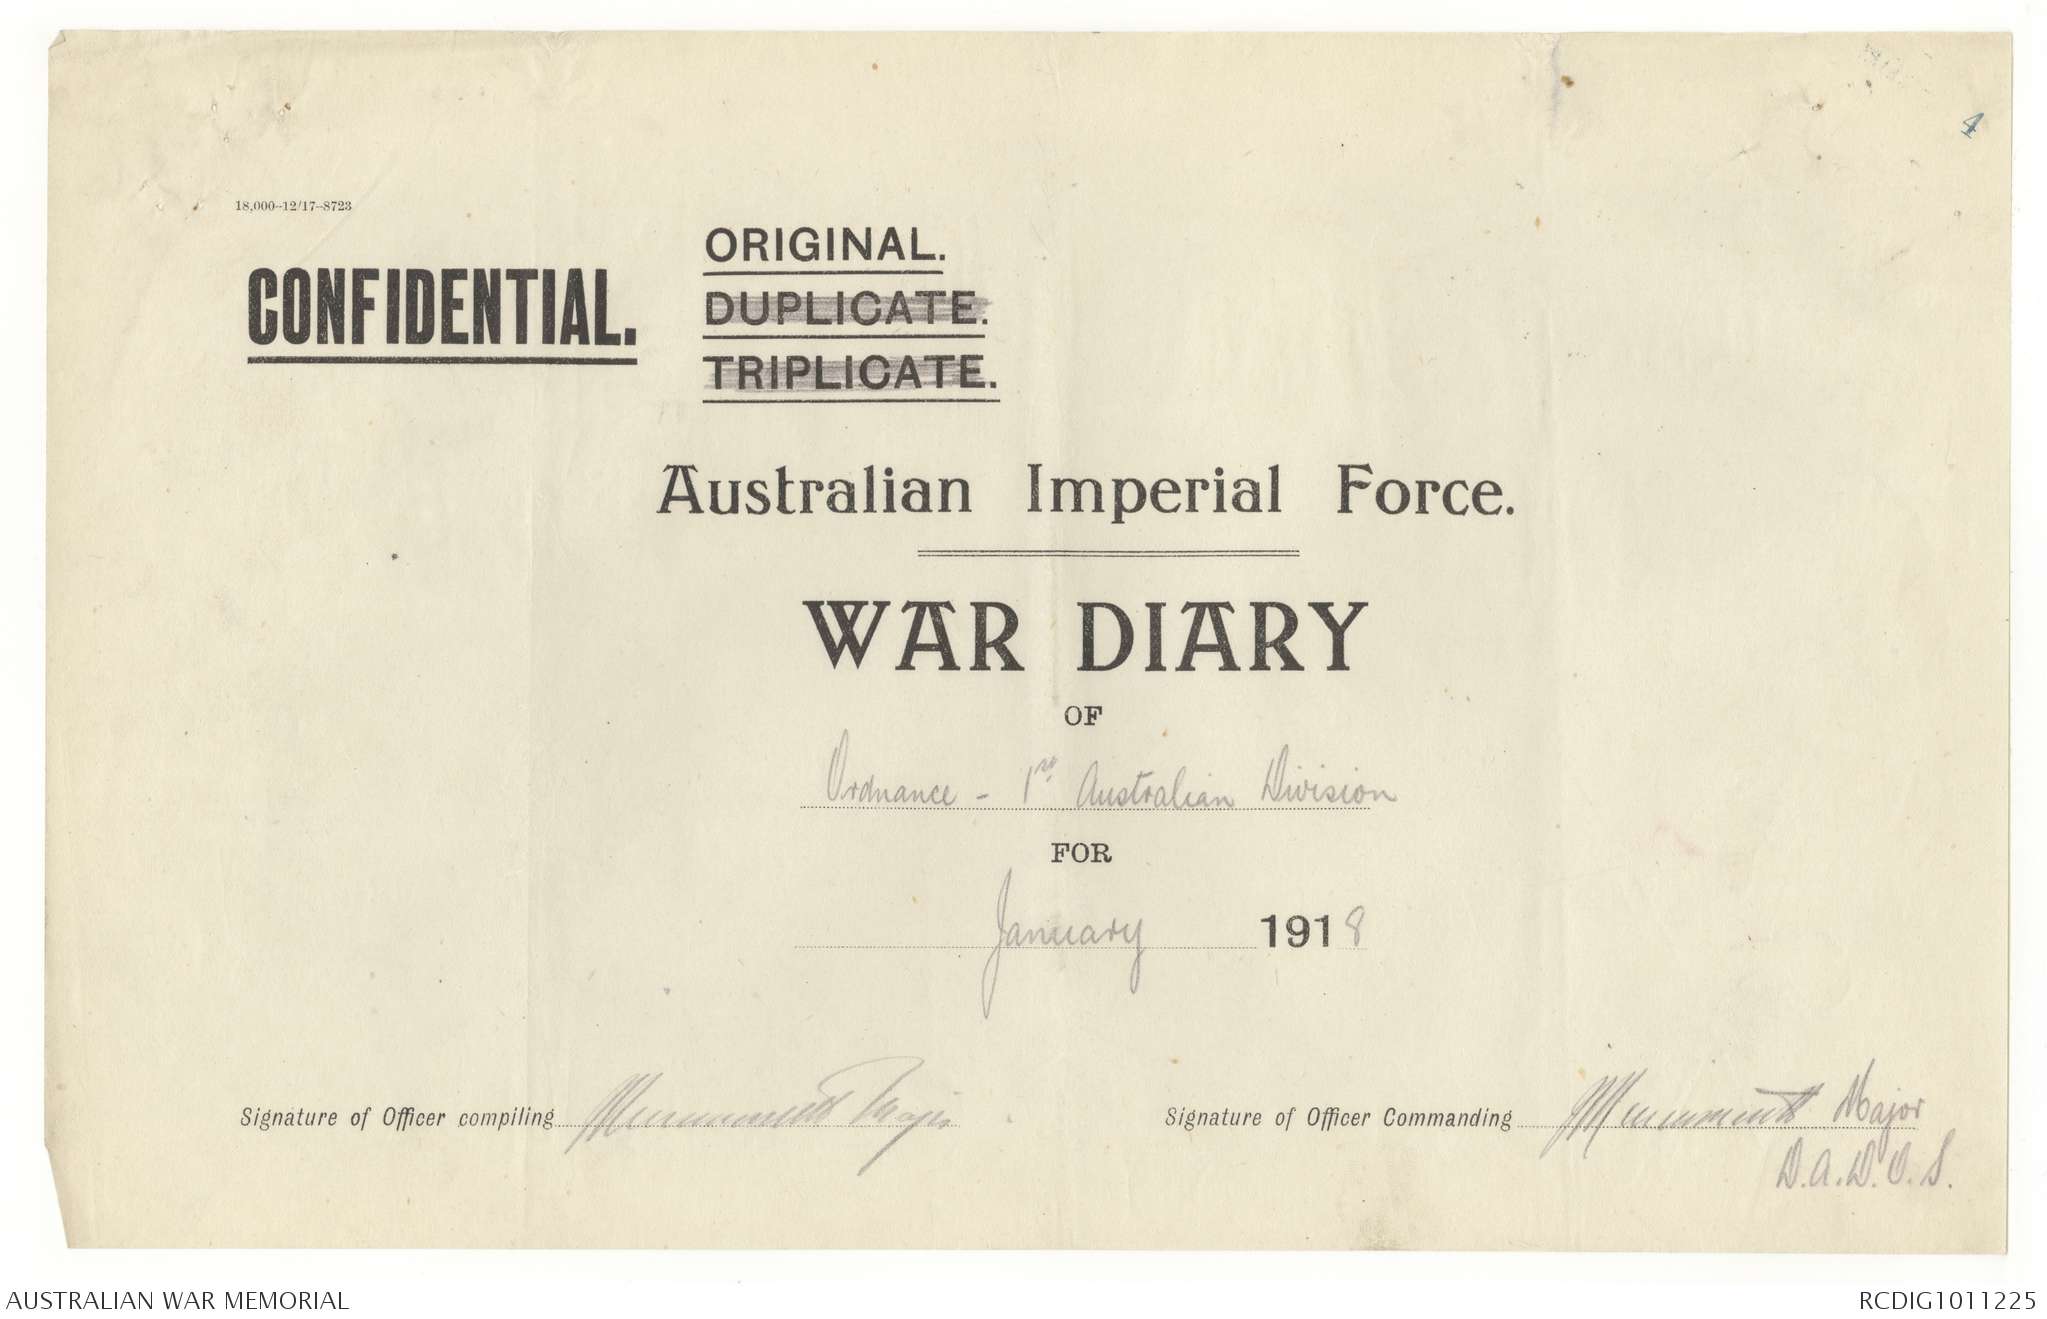 4
18,000–12/17–8723
CONFIDENTIAL.
ORIGINAL.
DUPLICATE.
TRIPLICATE.
Australian Imperial Force.
WAR DIARY
OF
Ordnance - 1st Australian Division
FOR
January 1918
Signature of Officer compiling Major
Signature of Officer Commanding Major
D.A.D.O.S.
AUSTRALIAN WAR MEMORIAL
RCDIG1011225